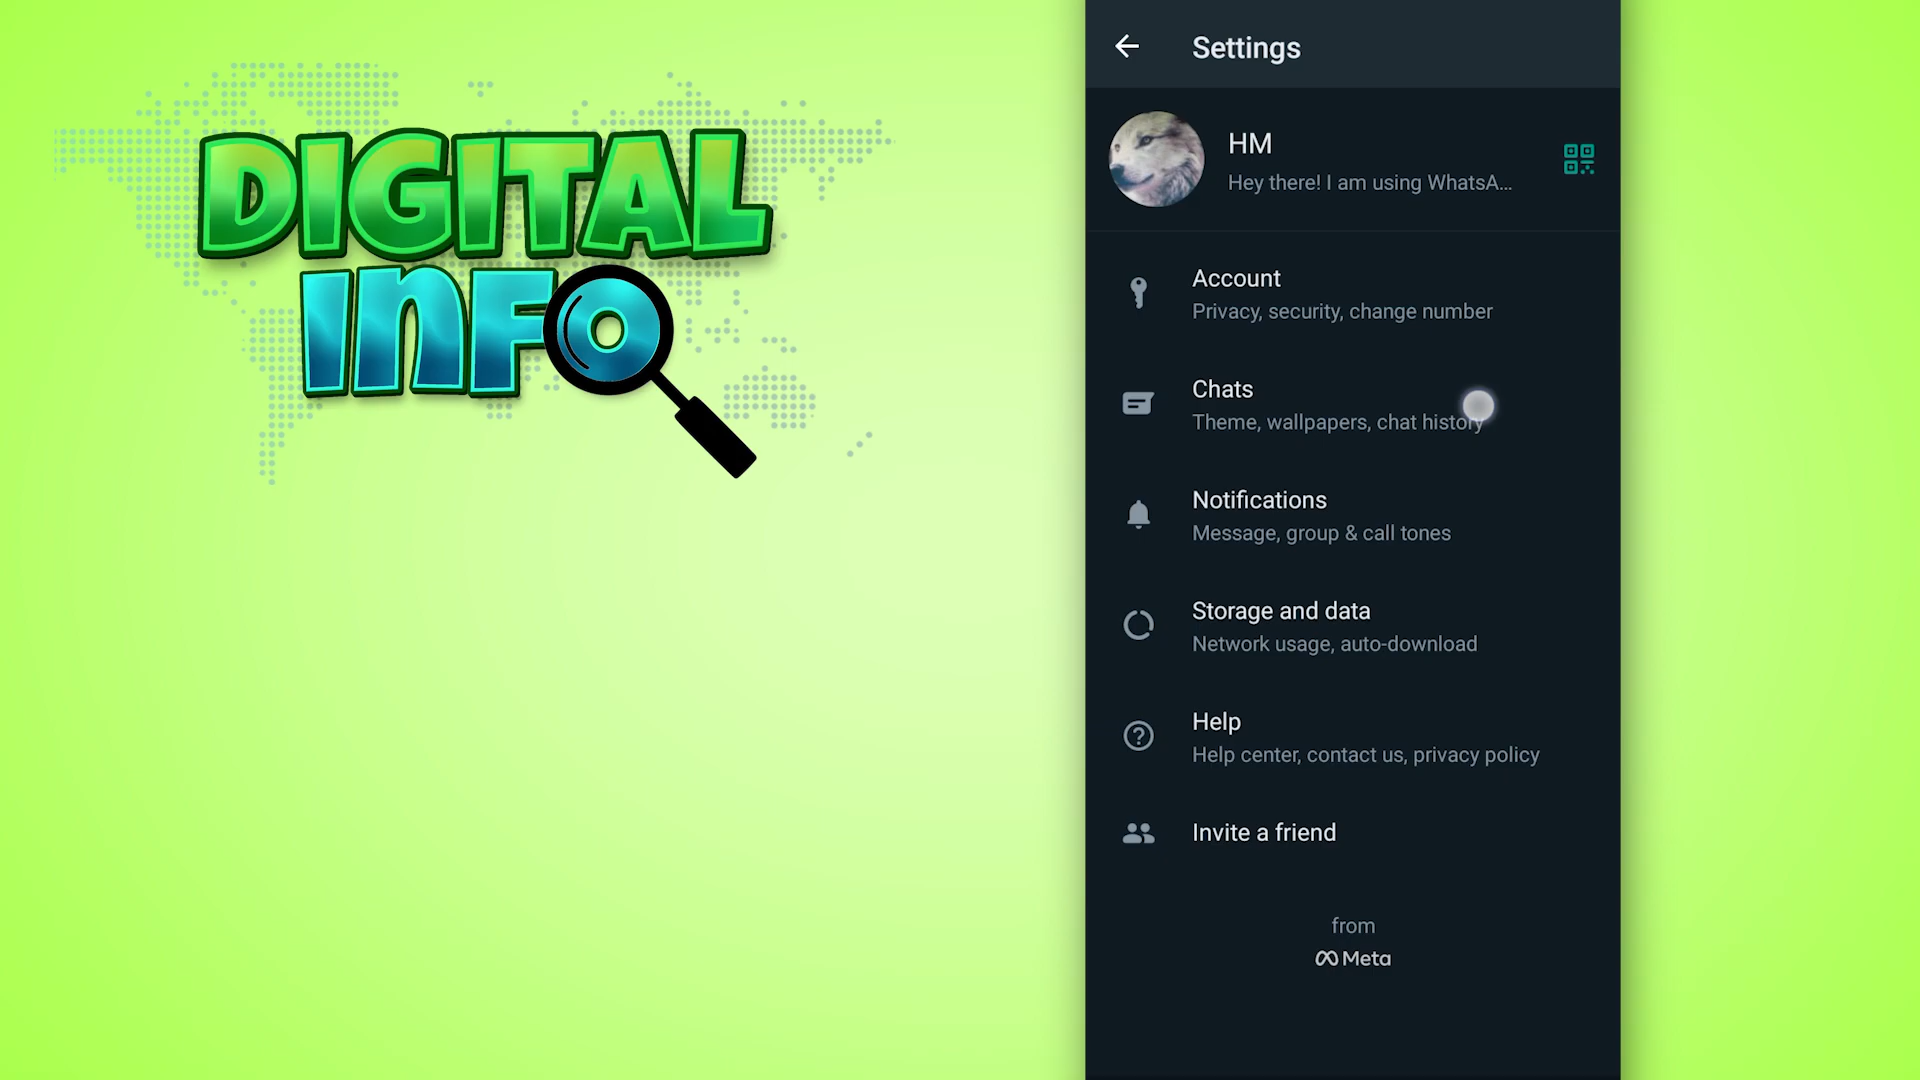 DIGITAL
INFO
Settings
HM
Hey there! I am using WhatsA...
Account
Privacy, security, change number
Chats
Theme, wallpapers, chat history
Notifications
Message, group & call tones
Storage and data
Network usage, auto-download
Help
Help center, contact us, privacy policy
Invite a friend
from
Meta